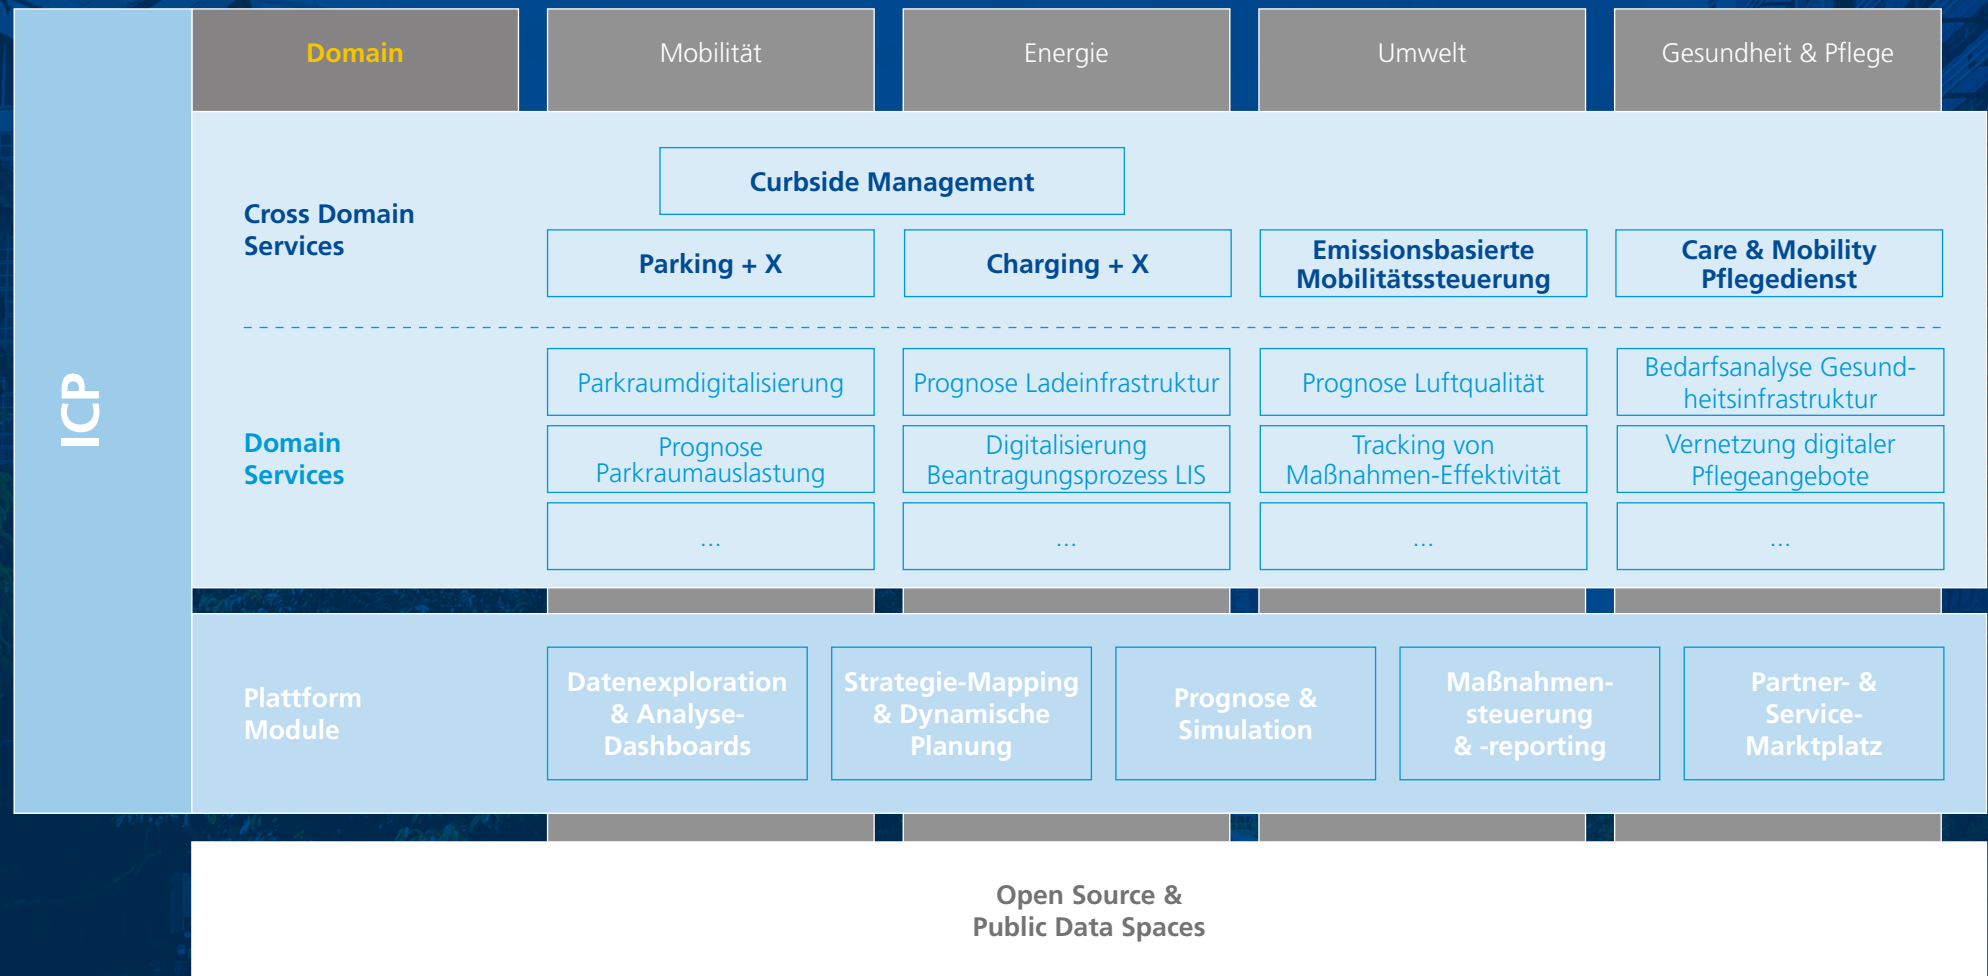 ICP
Domain
Mobilität
Energie
Umwelt
Gesundheit & Pflege
Cross Domain
Services
Curbside Management
Parking + X
Charging + X
Emissionsbasierte
Mobilitätssteuerung
Care & Mobility
Pflegedienst
Domain
Services
Parkraumdigitalisierung
Prognose Ladeinfrastruktur
Prognose Luftqualität
Bedarfsanalyse Gesund-
heitsinfrastruktur
Prognose
Parkraumauslastung
Digitalisierung
Beantragungsprozess LIS
Tracking von
Maßnahmen-Effektivität
Vernetzung digitaler
Pflegeangebote
...
...
...
...
Plattform
Module
Datenexploration
& Analyse-
Dashboards
Strategie-Mapping
& Dynamische
Planung
Prognose &
Simulation
Maßnahmen-
steuerung
& -reporting
Partner- &
Service-
Marktplatz
Open Source &
Public Data Spaces